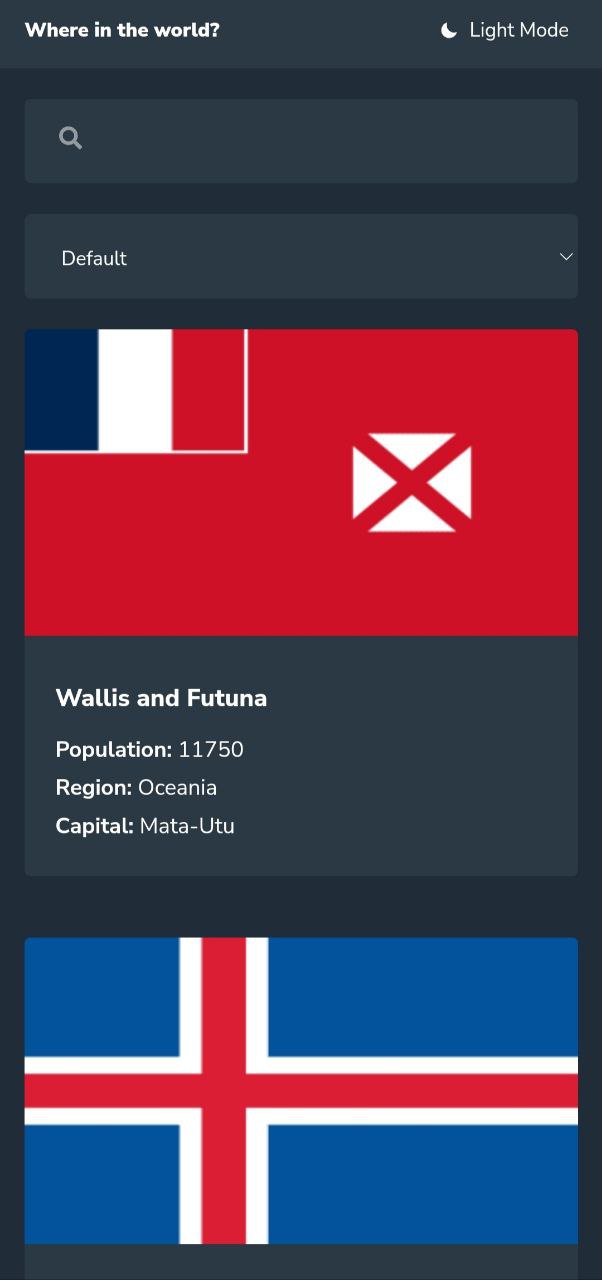 Where in the world?
Light Mode
Default
Wallis and Futuna
Population: 11750
Region: Oceania
Capital: Mata-Utu